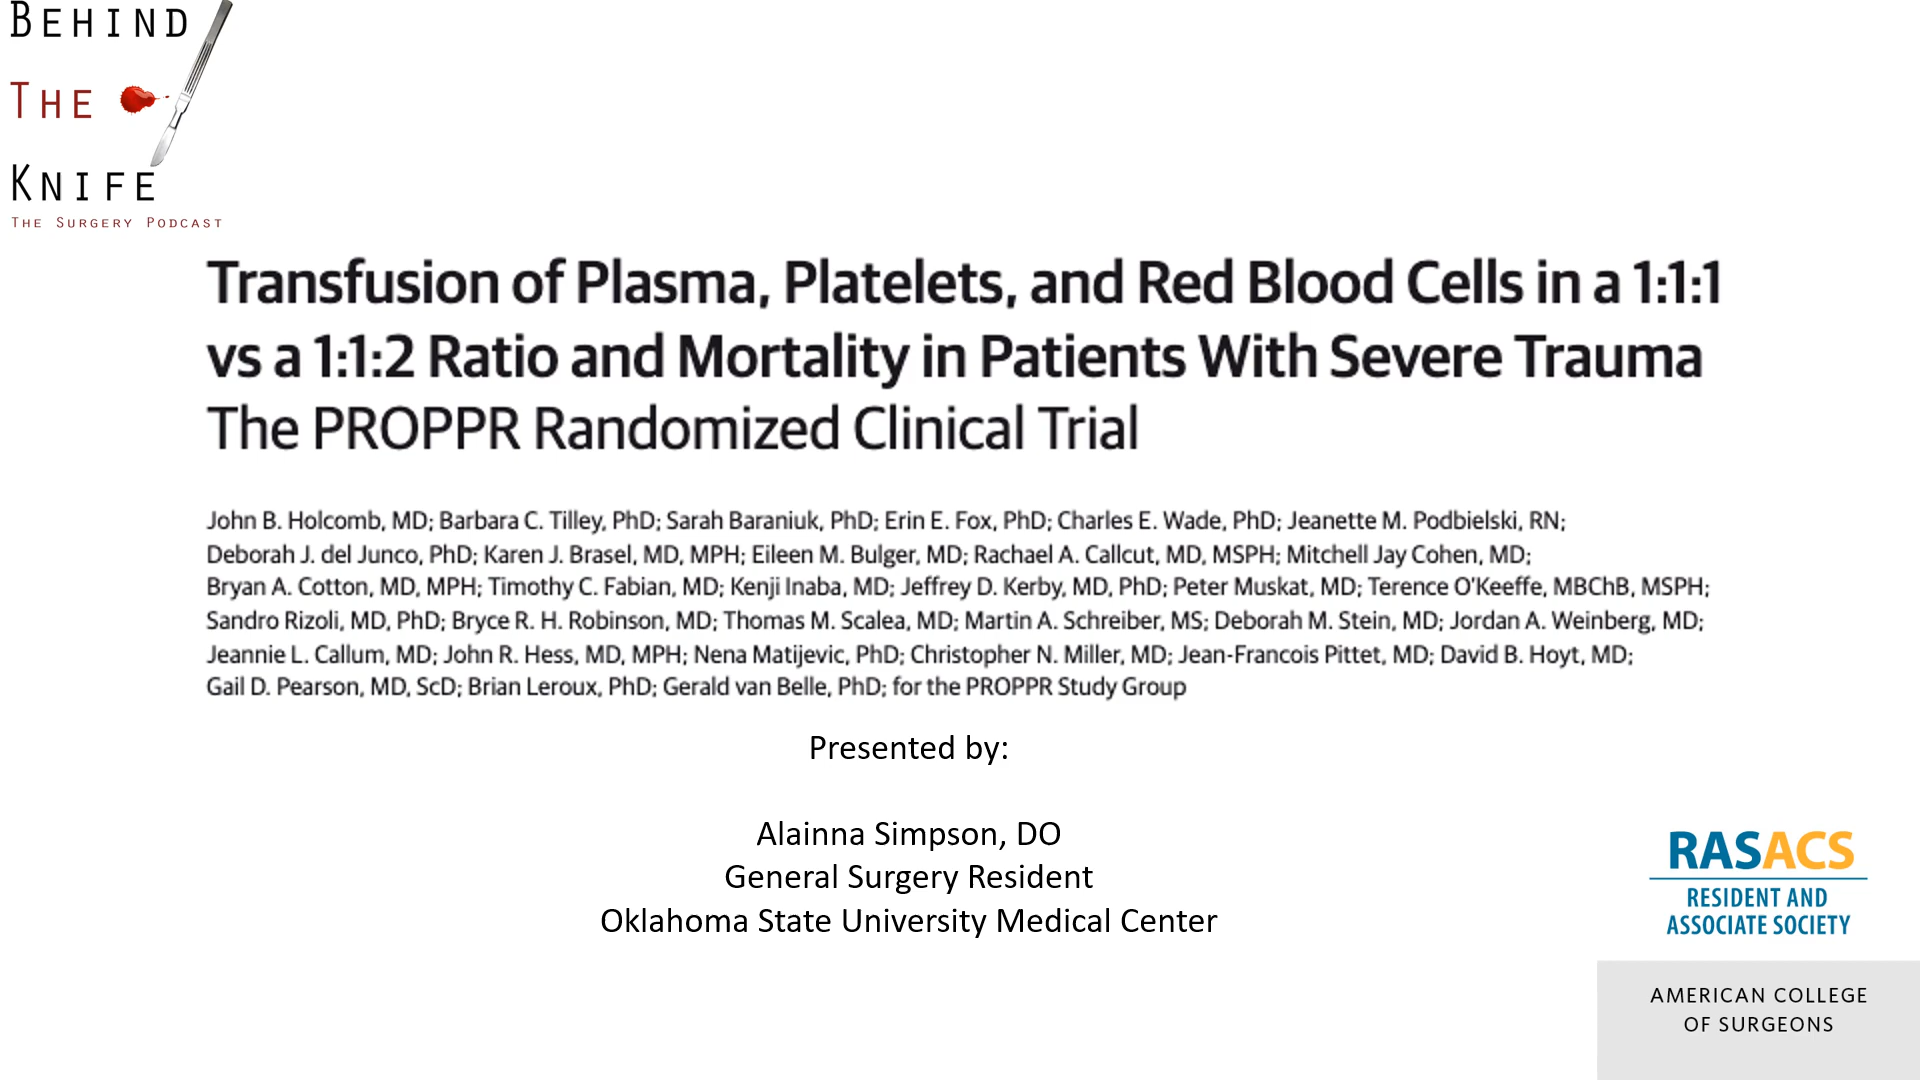 BEHIND
THE
KNIFE
THE SURGERY PODCAST
Transfusion of Plasma, Platelets, and Red Blood Cells in a 1:1:1
vs a 1:1:2 Ratio and Mortality in Patients With Severe Trauma
The PROPPR Randomized Clinical Trial
John B. Holcomb, MD; Barbara C. Tilley, PhD; Sarah Baraniuk, PhD; Erin E. Fox, PhD; Charles E. Wade, PhD; Jeanette M. Podbielski, RN;
Deborah J. del Junco, PhD; Karen J. Brasel, MD, MPH; Eileen M. Bulger, MD; Rachael A. Callcut, MD, MSPH; Mitchell Jay Cohen, MD;
Bryan A. Cotton, MD, MPH; Timothy C. Fabian, MD; Kenji Inaba, MD; Jeffrey D. Kerby, MD, PhD; Peter Muskat, MD; Terence O'Keeffe, MBChB, MSPH;
Sandro Rizoli, MD, PhD; Bryce R. H. Robinson, MD; Thomas M. Scalea, MD; Martin A. Schreiber, MS; Deborah M. Stein, MD; Jordan A. Weinberg, MD;
Jeannie L. Callum, MD; John R. Hess, MD, MPH; Nena Matijevic, PhD; Christopher N. Miller, MD; Jean-Francois Pittet, MD; David B. Hoyt, MD;
Gail D. Pearson, MD, ScD; Brian Leroux, PhD; Gerald van Belle, PhD; for the PROPPR Study Group
Presented by:
Alainna Simpson, DO
General Surgery Resident
Oklahoma State University Medical Center
RASACS
RESIDENT AND
ASSOCIATE SOCIETY
AMERICAN COLLEGE
OF SURGEONS